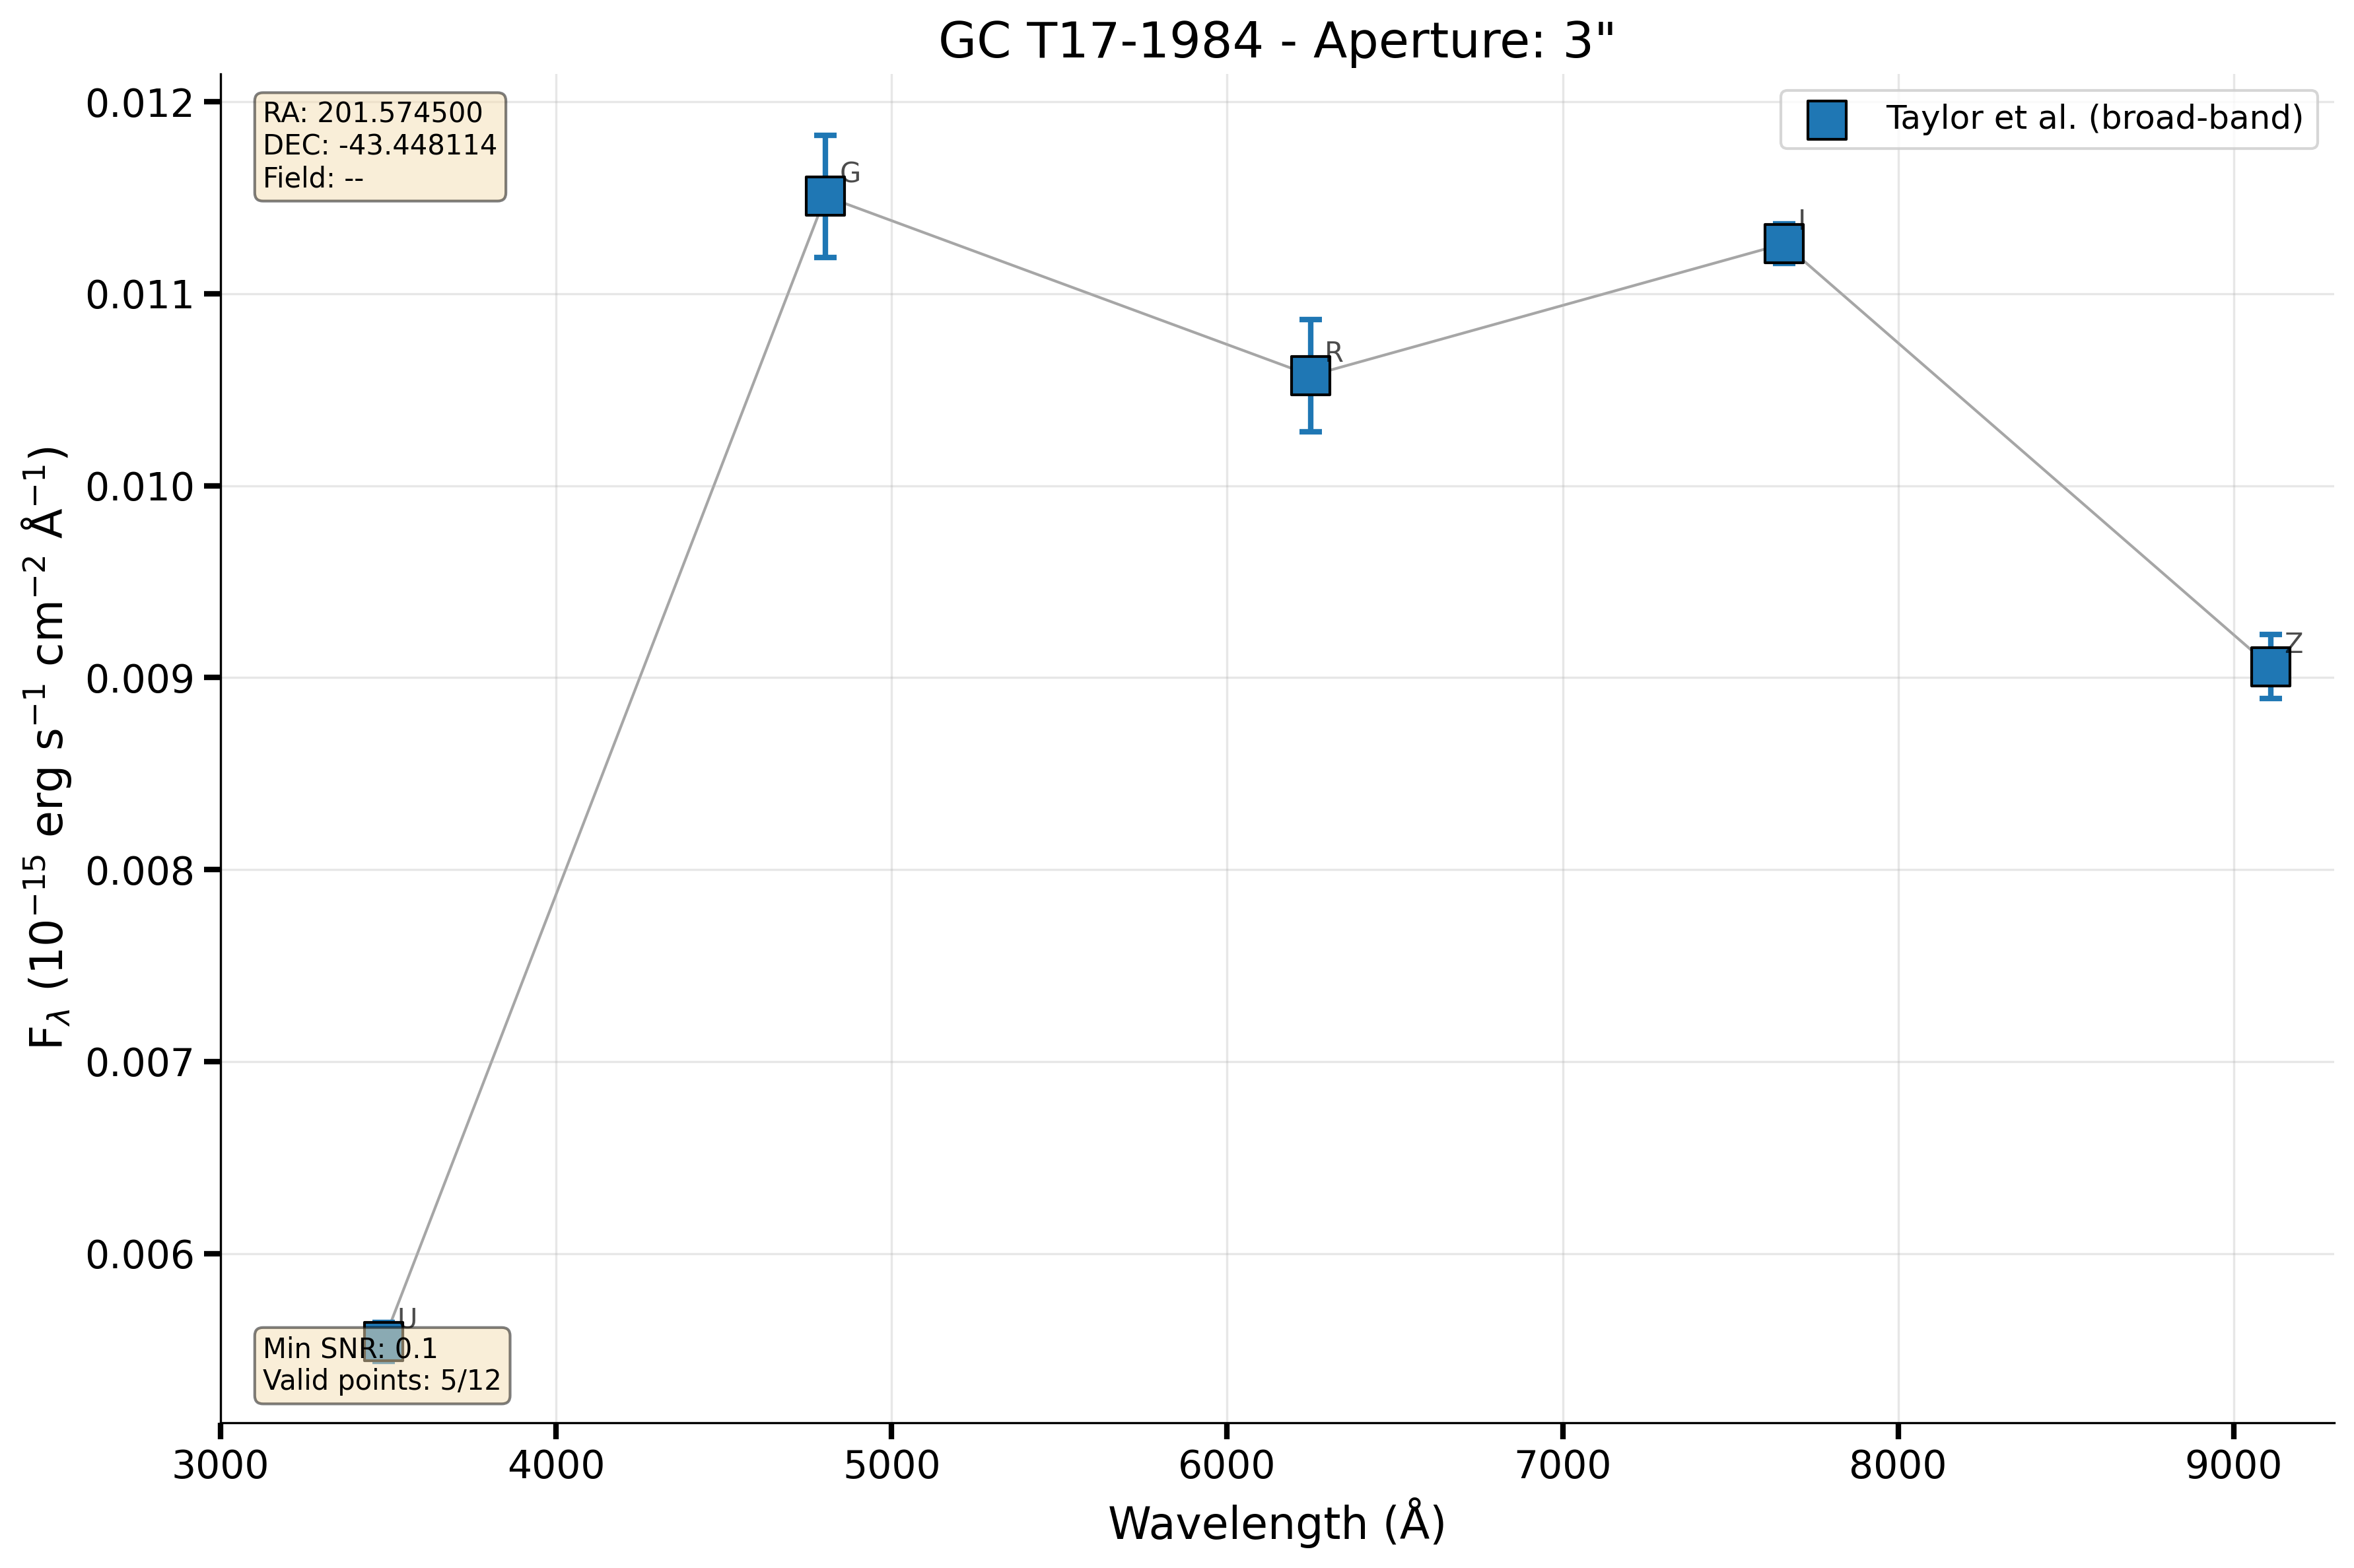 GC T17-1984 - Aperture: 3"
RA: 201.574500
DEC: -43.448114
Field: --
Taylor et al. (broad-band)
G
I
R
Z
U
Min SNR: 0.1
Valid points: 5/12
0.012
0.011
0.010
0.009
0.008
0.007
0.006
F_λ (10⁻¹⁵ erg s⁻¹ cm⁻² Å⁻¹)
3000 4000 5000 6000 7000 8000 9000
Wavelength (Å)